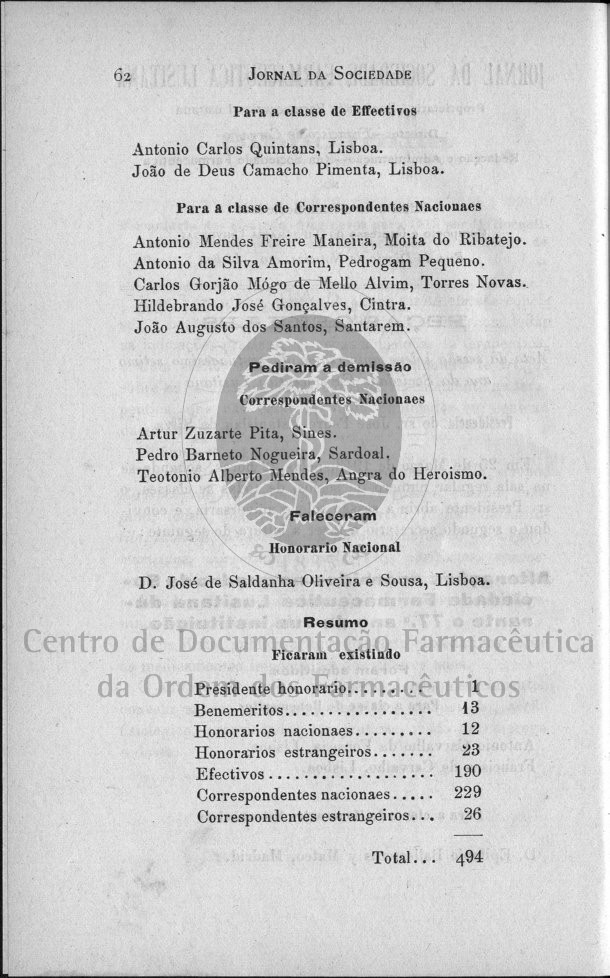 62 JORNAL DA SOCIEDADE
Para a classe de Effectivos
Antonio Carlos Quintans, Lisboa.
João de Deus Camacho Pimenta, Lisboa.
Para a classe de Correspondentes Nacionaes
Antonio Mendes Freire Maneira, Moita do Ribatejo.
Antonio da Silva Amorim, Pedrogam Pequeno.
Carlos Gorjão Mógo de Mello Alvim, Torres Novas.
Hildebrando José Gonçalves, Cintra.
João Augusto dos Santos, Santarem.
Pediram a demissão
Correspondentes Nacionaes
Artur Zuzarte Pita, Sines.
Pedro Barneto Nogueira, Sardoal.
Teotonio Alberto Mendes, Angra do Heroismo.
Faleceram
Honorario Nacional
D. José de Saldanha Oliveira e Sousa, Lisboa.
Resumo
Centro de Documentação Farmacêutica
Ficaram existindo
da Ordem dos Farmacêuticos
Presidente honorario......... 1
Benemeritos.................. 13
Honorarios nacionaes......... 12
Honorarios estrangeiros....... 23
Efectivos .................... 190
Correspondentes nacionaes..... 229
Correspondentes estrangeiros... 26
Total... 494